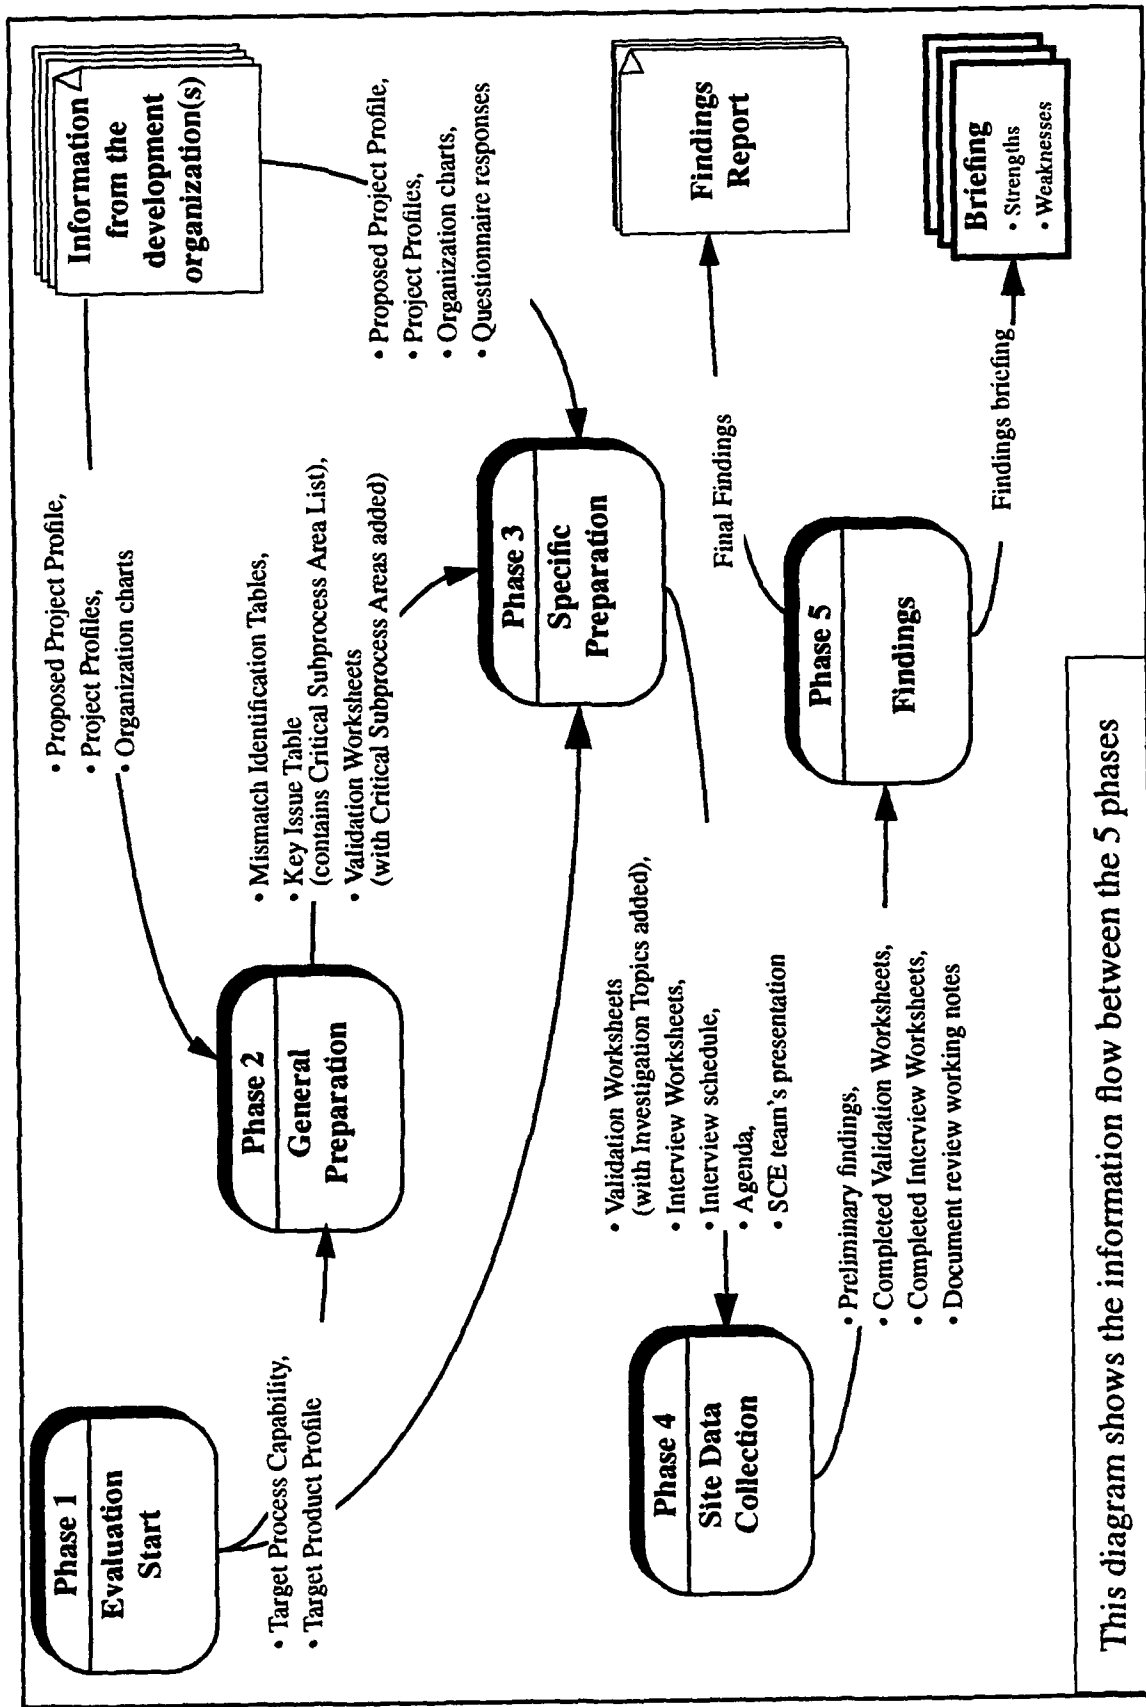 Phase 1
Evaluation
Start
• Target Process Capability,
• Target Product Profile
• Proposed Project Profile,
• Project Profiles,
• Organization charts
Information
from the
development
organization(s)
Phase 2
General
Preparation
• Mismatch Identification Tables,
• Key Issue Table
(contains Critical Subprocess Area List),
• Validation Worksheets
(with Critical Subprocess Areas added)
• Proposed Project Profile,
• Project Profiles,
• Organization charts,
• Questionnaire responses
Phase 3
Specific
Preparation
• Validation Worksheets
(with Investigation Topics added),
• Interview Worksheets,
• Interview schedule,
• Agenda,
• SCE team's presentation
Phase 4
Site Data
Collection
• Preliminary findings,
• Completed Validation Worksheets,
• Completed Interview Worksheets,
• Document review working notes
Phase 5
Findings
Final Findings
Findings
Report
Findings briefing
Briefing
• Strengths
• Weaknesses
This diagram shows the information flow between the 5 phases